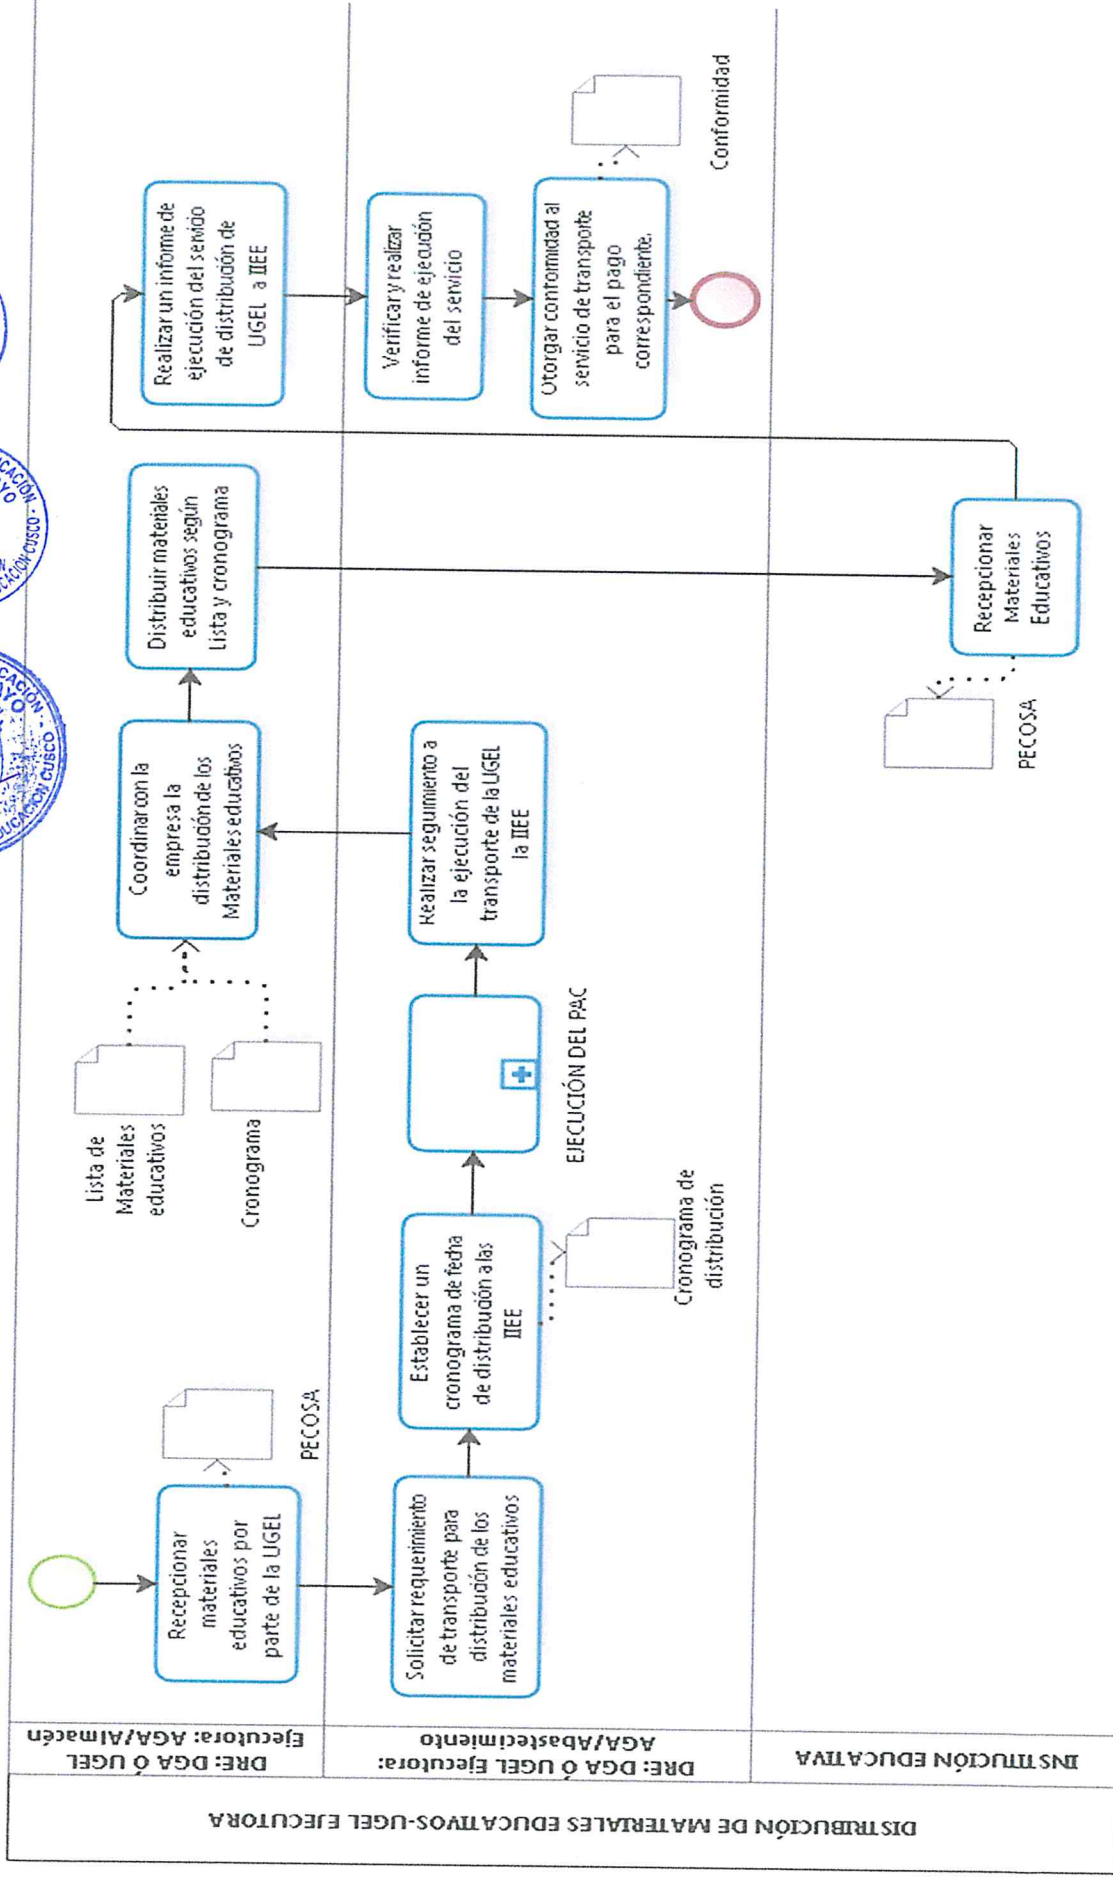 DISTRIBUCIÓN DE MATERIALES EDUCATIVOS-UGEL EJECUTORA
DRE: DGA Ó UGEL
Ejecutora: AGA/Almacén
Recepcionar
materiales
educativos por
parte de la UGEL
PECOSA
Lista de
Materiales
educativos
Cronograma
Coordinar con la
empresa la
distribución de los
Materiales educativos
Distribuir materiales
educativos según
Lista y cronograma
Realizar un informe de
ejecución del servicio
de distribución de
UGEL a IIEE
DRE: DGA Ó UGEL Ejecutora:
AGA/Abastecimiento
Solicitar requerimiento
de transporte para
distribución de los
materiales educativos
Establecer un
cronograma de fecha
de distribución a las
IIEE
Cronograma de
distribución
EJECUCIÓN DEL PAC
Realizar seguimiento a
la ejecución del
transporte de la UGEL
la IIEE
Verificar y realizar
informe de ejecución
del servicio
Otorgar conformidad al
servicio de transporte
para el pago
correspondiente.
Conformidad
INSTITUCIÓN EDUCATIVA
PECOSA
Recepcionar
Materiales
Educativos